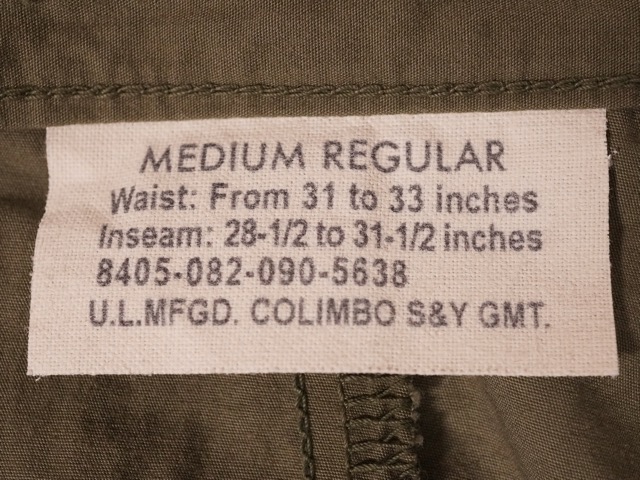 MEDIUM REGULAR
Waist: From 31 to 33 inches
Inseam: 28-1/2 to 31-1/2 inches
8405-082-090-5638
U.L.MFGD. COLIMBO S&Y GMT.